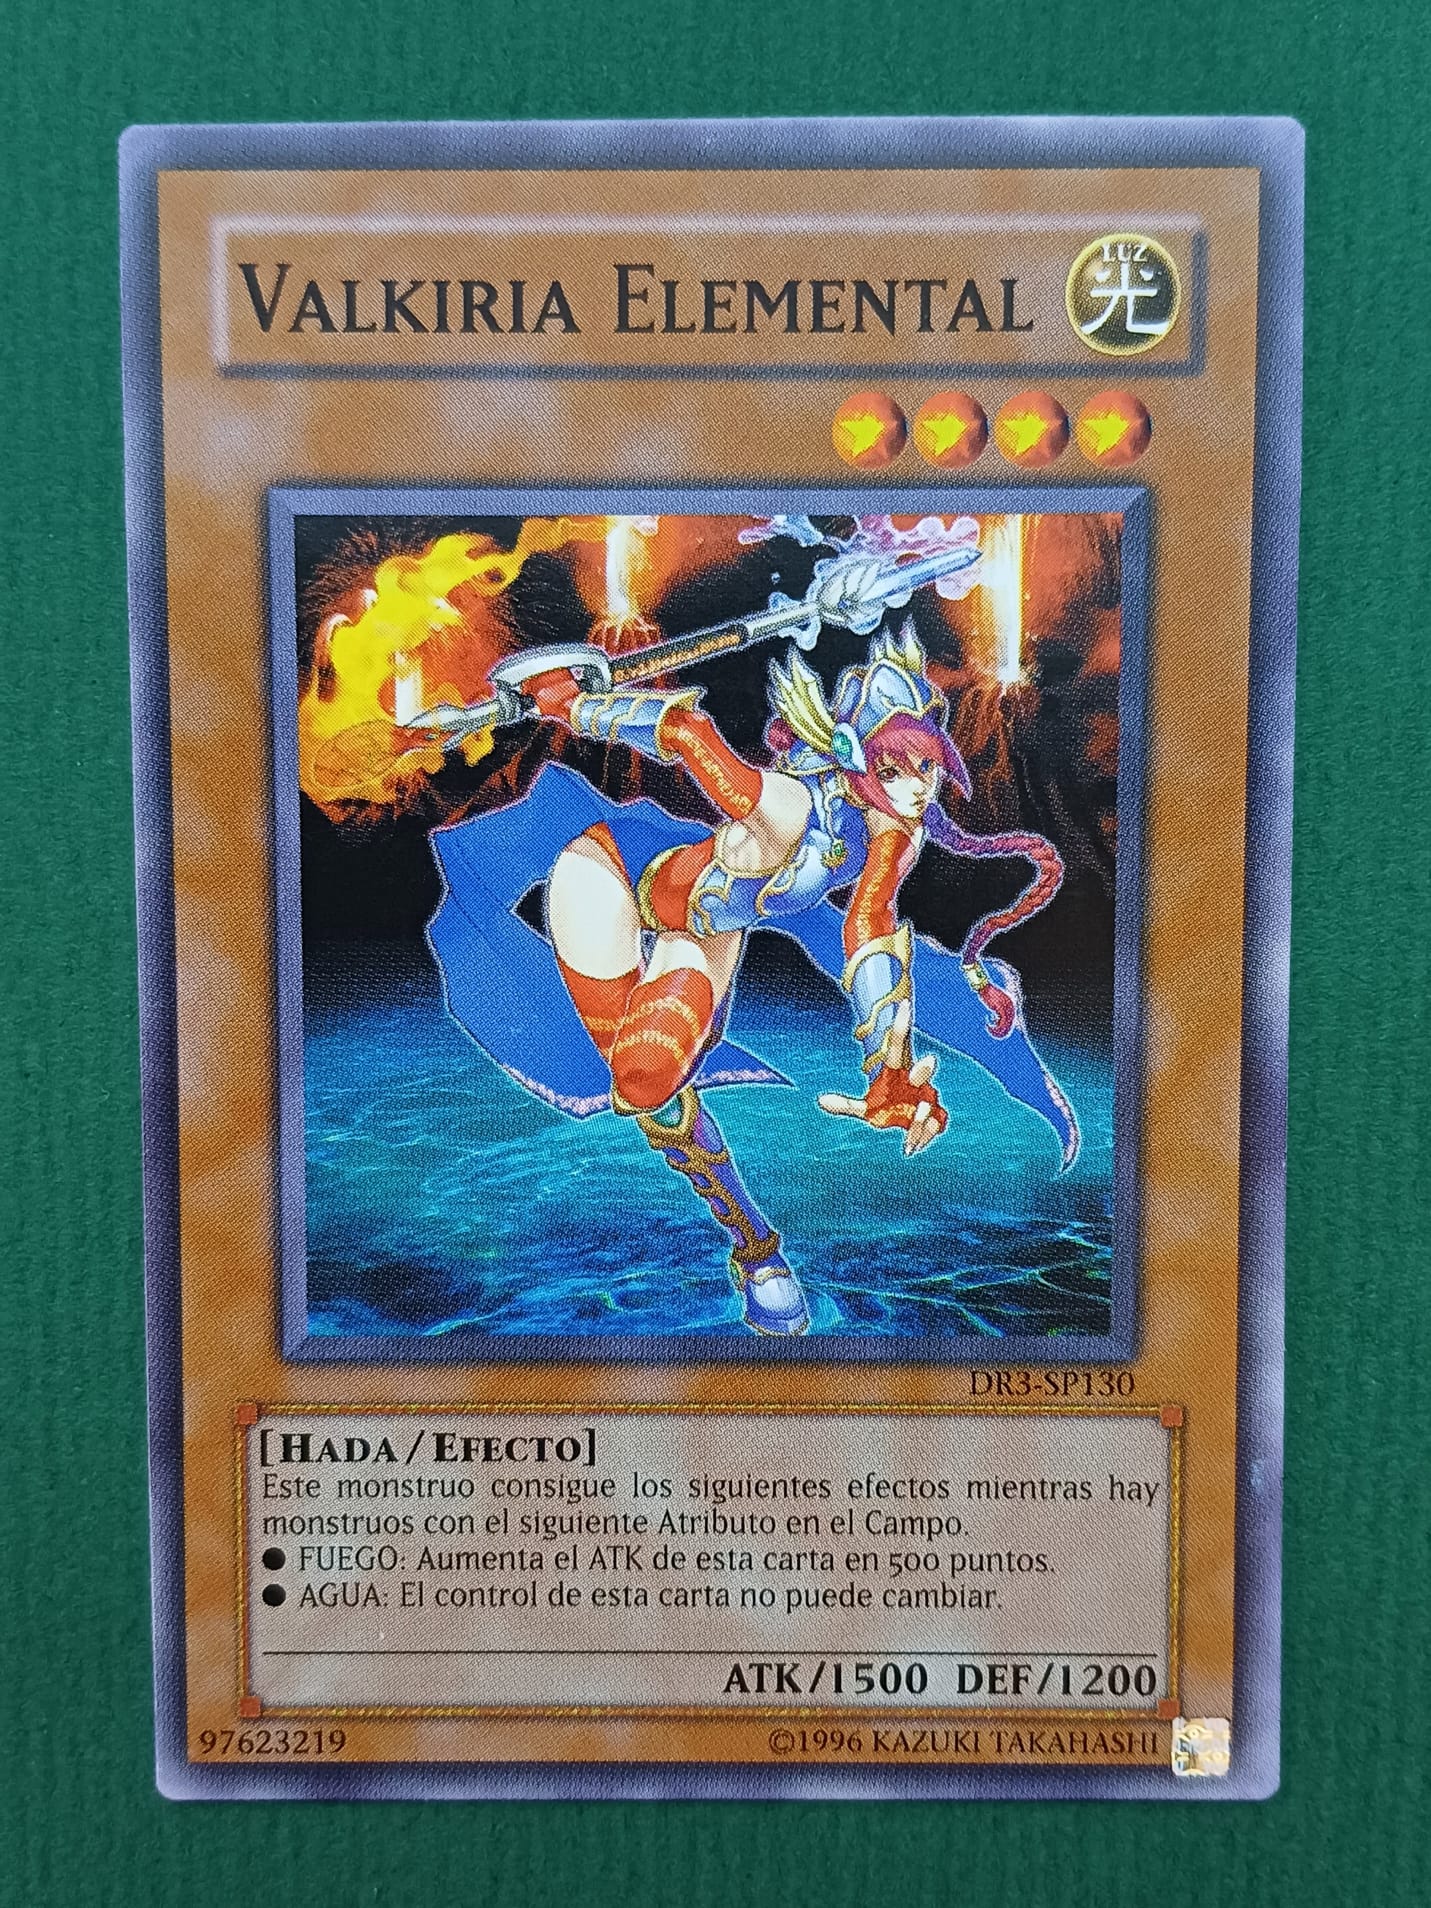 VALKIRIA ELEMENTAL
LUZ
光
DR3-SP130
[HADA/EFECTO]
Este monstruo consigue los siguientes efectos mientras hay
monstruos con el siguiente Atributo en el Campo.
● FUEGO: Aumenta el ATK de esta carta en 500 puntos.
● AGUA: El control de esta carta no puede cambiar.
ATK/1500 DEF/1200
97623219
©1996 KAZUKI TAKAHASHI